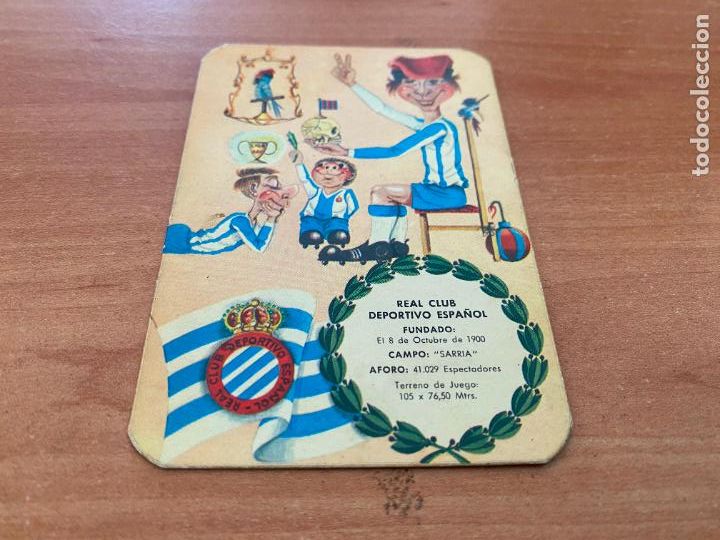 REAL CLUB
DEPORTIVO ESPAÑOL
FUNDADO:
El 8 de Octubre de 1900
CAMPO: "SARRIA"
AFORO: 41.029 Espectadores
Terreno de Juego:
105 x 76,50 Mtrs.
REAL CLUB DEPORTIVO ESPAÑOL -
todocoleccion